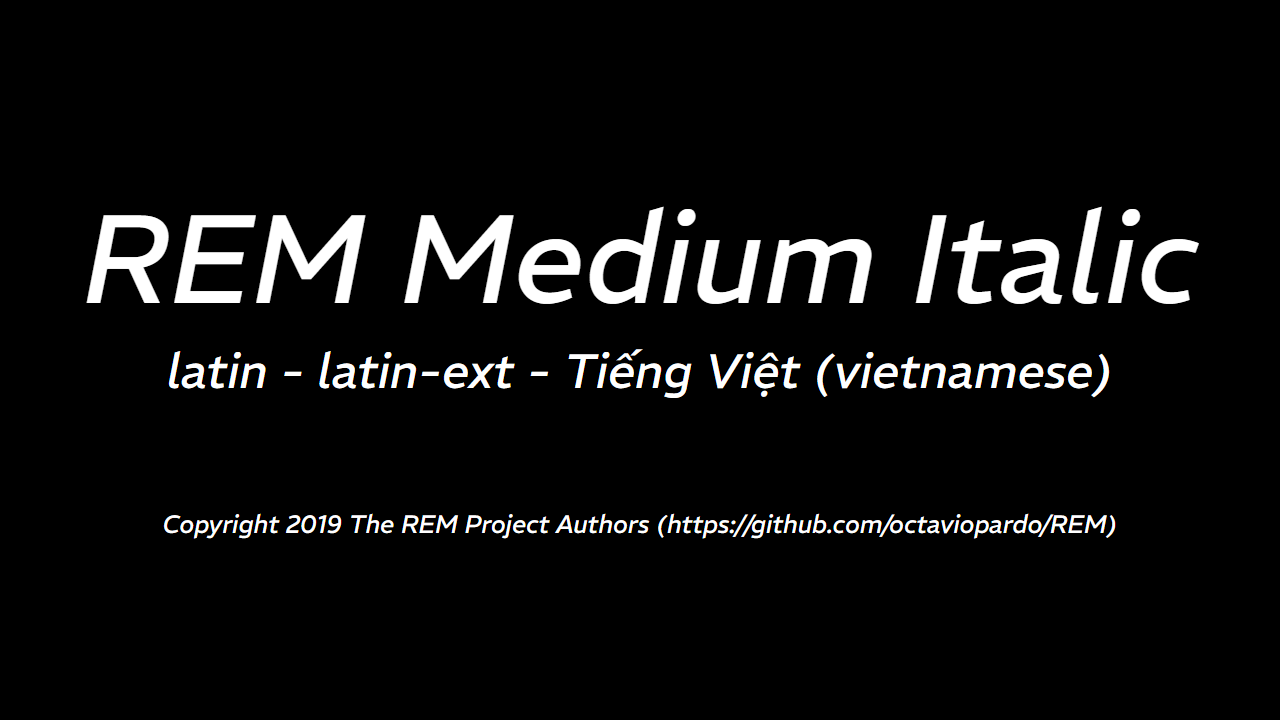 REM Medium Italic
latin - latin-ext - Tiếng Việt (vietnamese)
Copyright 2019 The REM Project Authors (https://github.com/octaviopardo/REM)